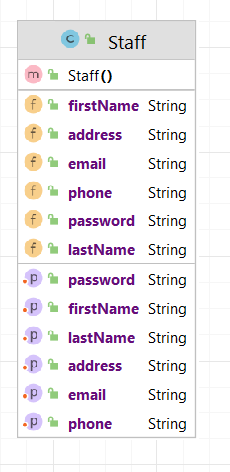 C Staff
m Staff()
f firstName String
f address String
f email String
f phone String
f password String
f lastName String
p password String
p firstName String
p lastName String
p address String
p email String
p phone String